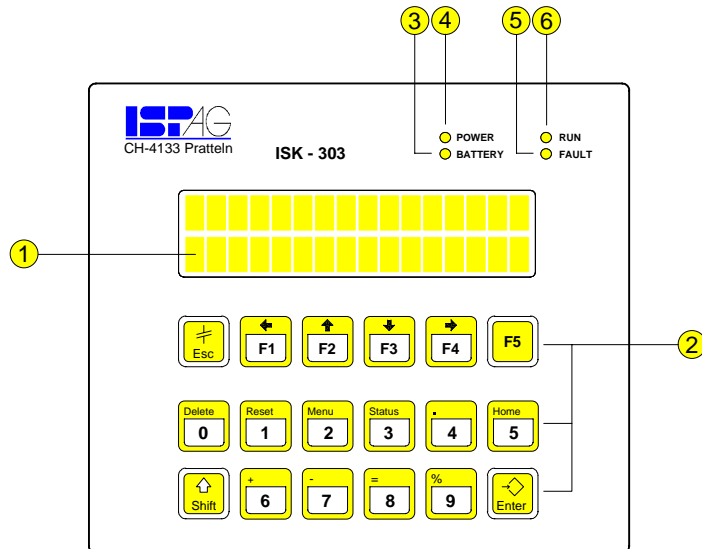 3 4 5 6
ISPAG
CH-4133 Pratteln
ISK - 303
POWER RUN
BATTERY FAULT
1
Esc F1 F2 F3 F4 F5
2
Delete Reset Menu Status . Home
0 1 2 3 4 5
+ - = %
Shift 6 7 8 9 Enter